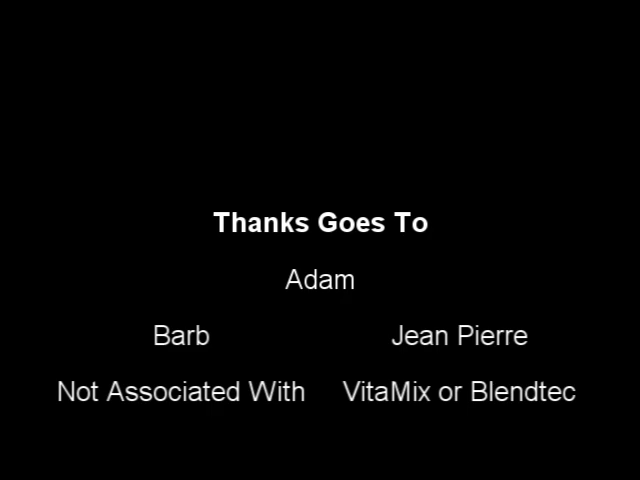 Thanks Goes To
Adam
Barb Jean Pierre
Not Associated With VitaMix or Blendtec